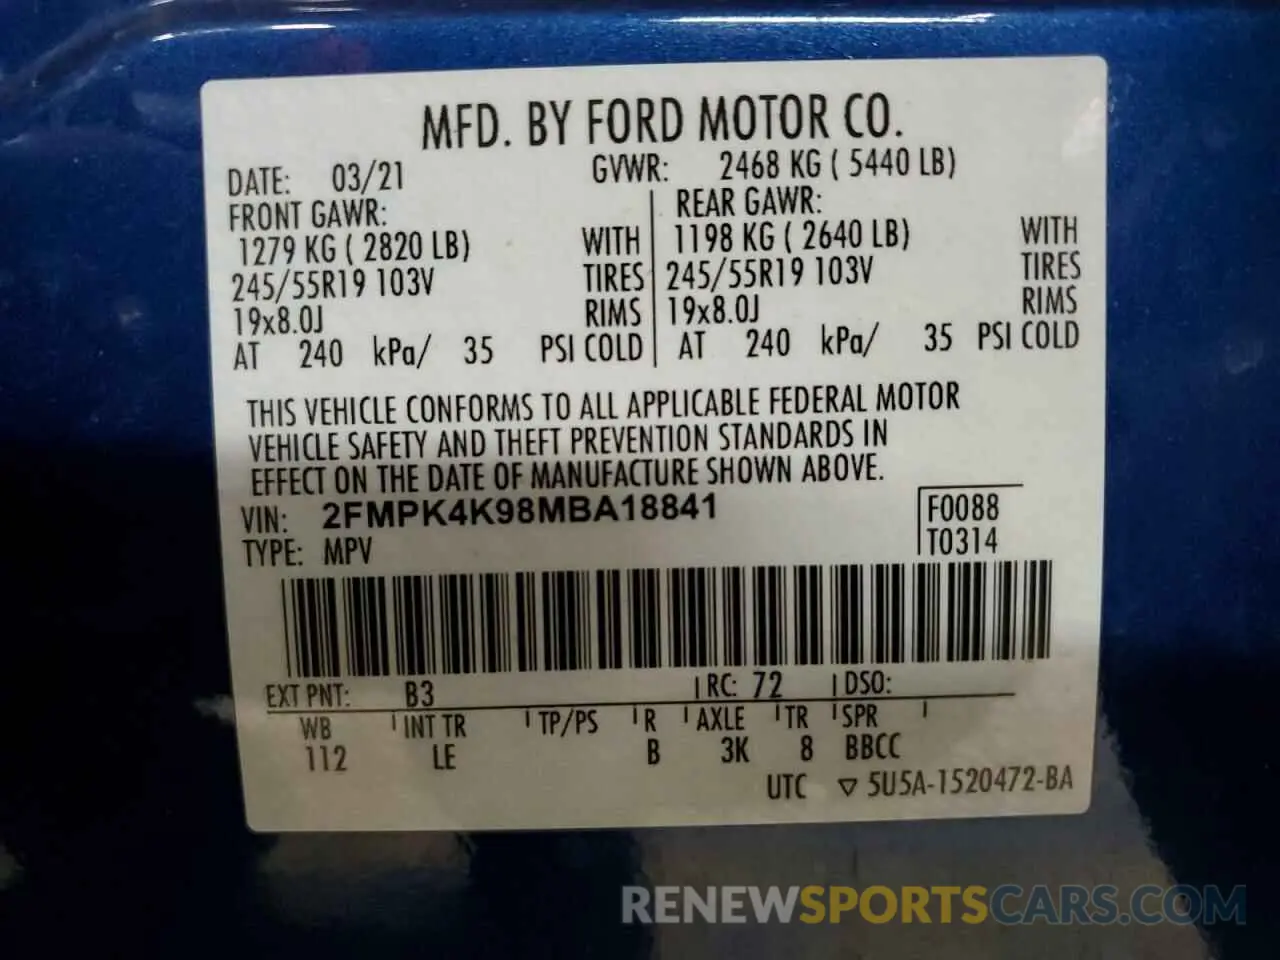 MFD. BY FORD MOTOR CO.
DATE: 03/21 GVWR: 2468 KG ( 5440 LB)
FRONT GAWR: REAR GAWR:
1279 KG ( 2820 LB) WITH 1198 KG ( 2640 LB) WITH
245/55R19 103V TIRES 245/55R19 103V TIRES
19x8.0J RIMS 19x8.0J RIMS
AT 240 kPa/ 35 PSI COLD AT 240 kPa/ 35 PSI COLD
THIS VEHICLE CONFORMS TO ALL APPLICABLE FEDERAL MOTOR
VEHICLE SAFETY AND THEFT PREVENTION STANDARDS IN
EFFECT ON THE DATE OF MANUFACTURE SHOWN ABOVE.
VIN: 2FMPK4K98MBA18841 F0088
TYPE: MPV T0314
EXT PNT: B3 RC: 72 DSO:
WB INT TR TP/PS R AXLE TR SPR
112 LE B 3K 8 BBCC
UTC ▽ 5U5A-1520472-BA
RENEWSPORTSCARS.COM